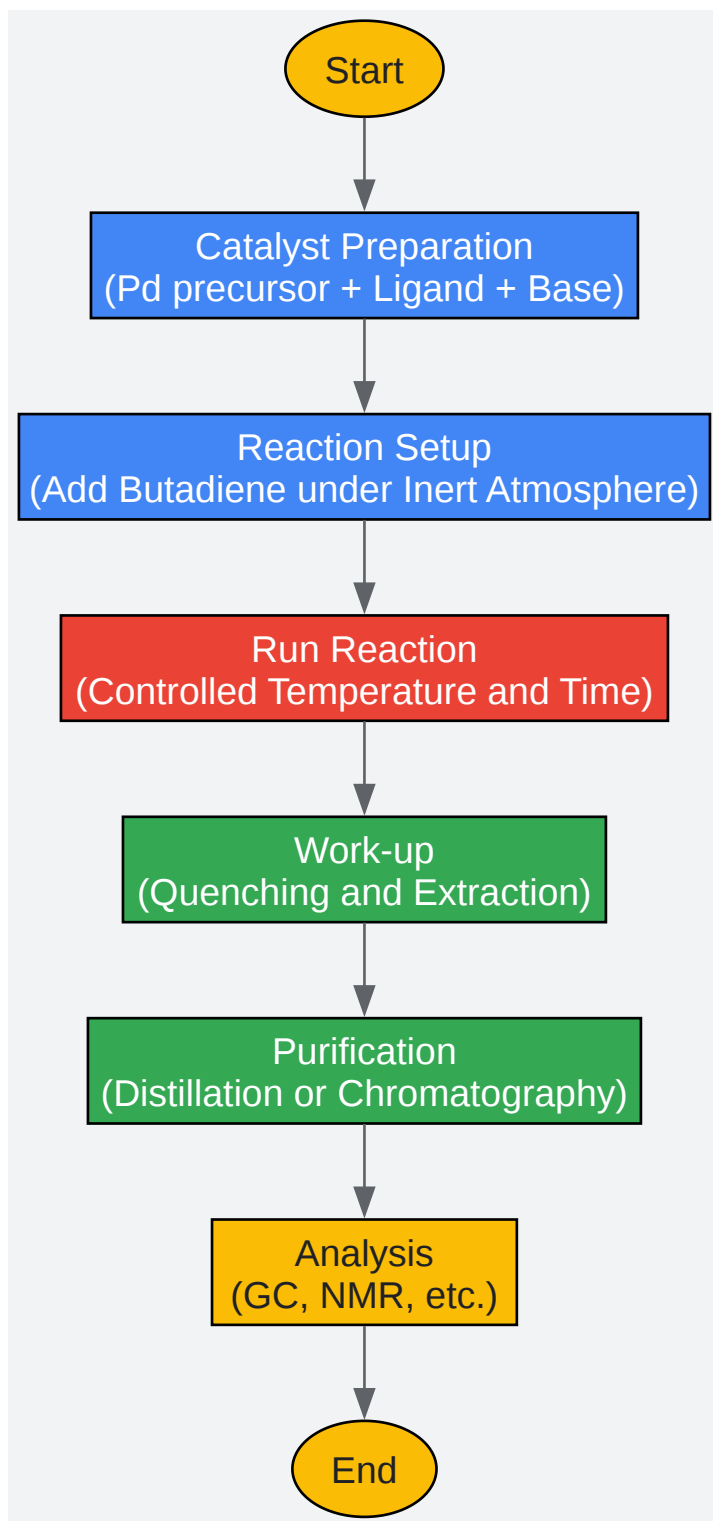 Start
Catalyst Preparation
(Pd precursor + Ligand + Base)
Reaction Setup
(Add Butadiene under Inert Atmosphere)
Run Reaction
(Controlled Temperature and Time)
Work-up
(Quenching and Extraction)
Purification
(Distillation or Chromatography)
Analysis
(GC, NMR, etc.)
End